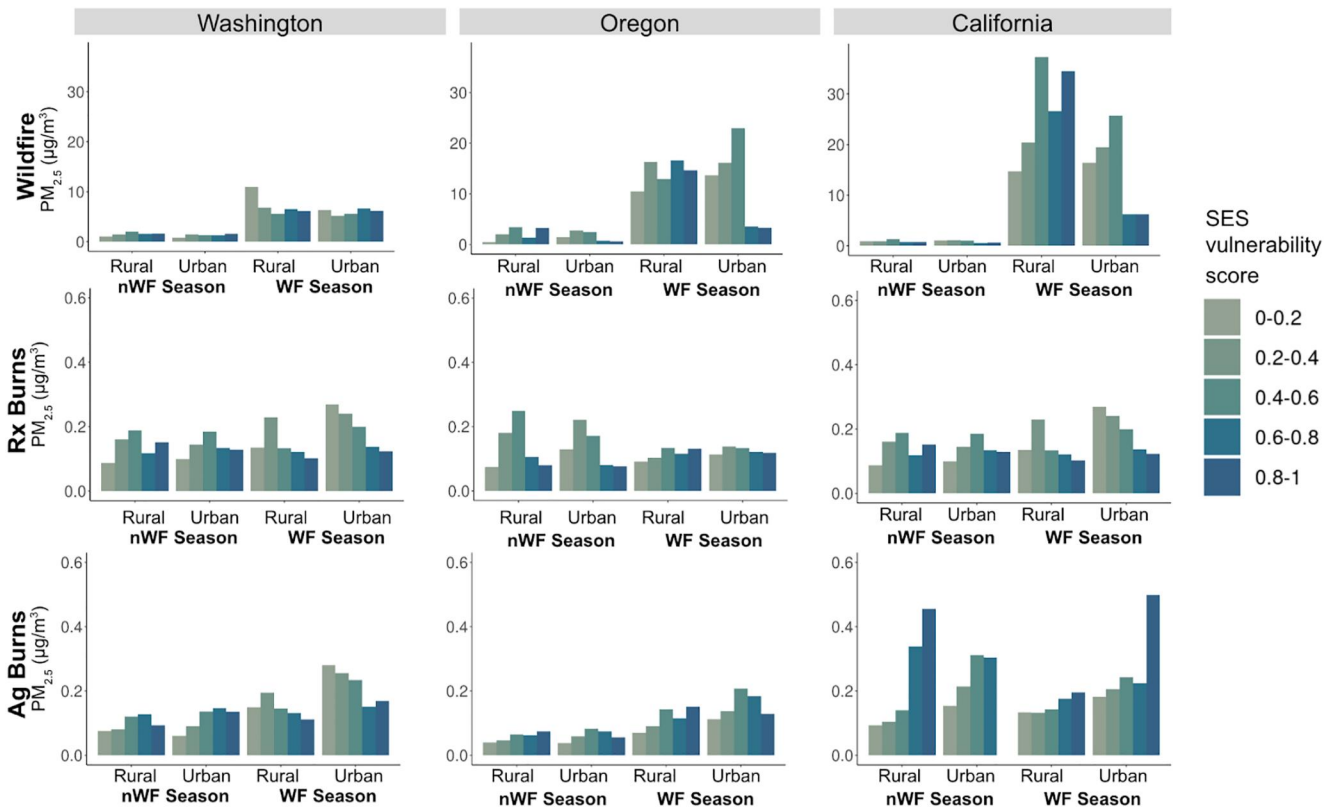 Washington
Oregon
California
Wildfire
PM2.5 (µg/m³)
30
20
10
0
Rural Urban Rural Urban
nWF Season WF Season
30
20
10
0
Rural Urban Rural Urban
nWF Season WF Season
30
20
10
0
Rural Urban Rural Urban
nWF Season WF Season
Rx Burns
PM2.5 (µg/m³)
0.6
0.4
0.2
0.0
Rural Urban Rural Urban
nWF Season WF Season
0.6
0.4
0.2
0.0
Rural Urban Rural Urban
nWF Season WF Season
0.6
0.4
0.2
0.0
Rural Urban Rural Urban
nWF Season WF Season
Ag Burns
PM2.5 (µg/m³)
0.6
0.4
0.2
0.0
Rural Urban Rural Urban
nWF Season WF Season
0.6
0.4
0.2
0.0
Rural Urban Rural Urban
nWF Season WF Season
0.6
0.4
0.2
0.0
Rural Urban Rural Urban
nWF Season WF Season
SES
vulnerability
score
0-0.2
0.2-0.4
0.4-0.6
0.6-0.8
0.8-1